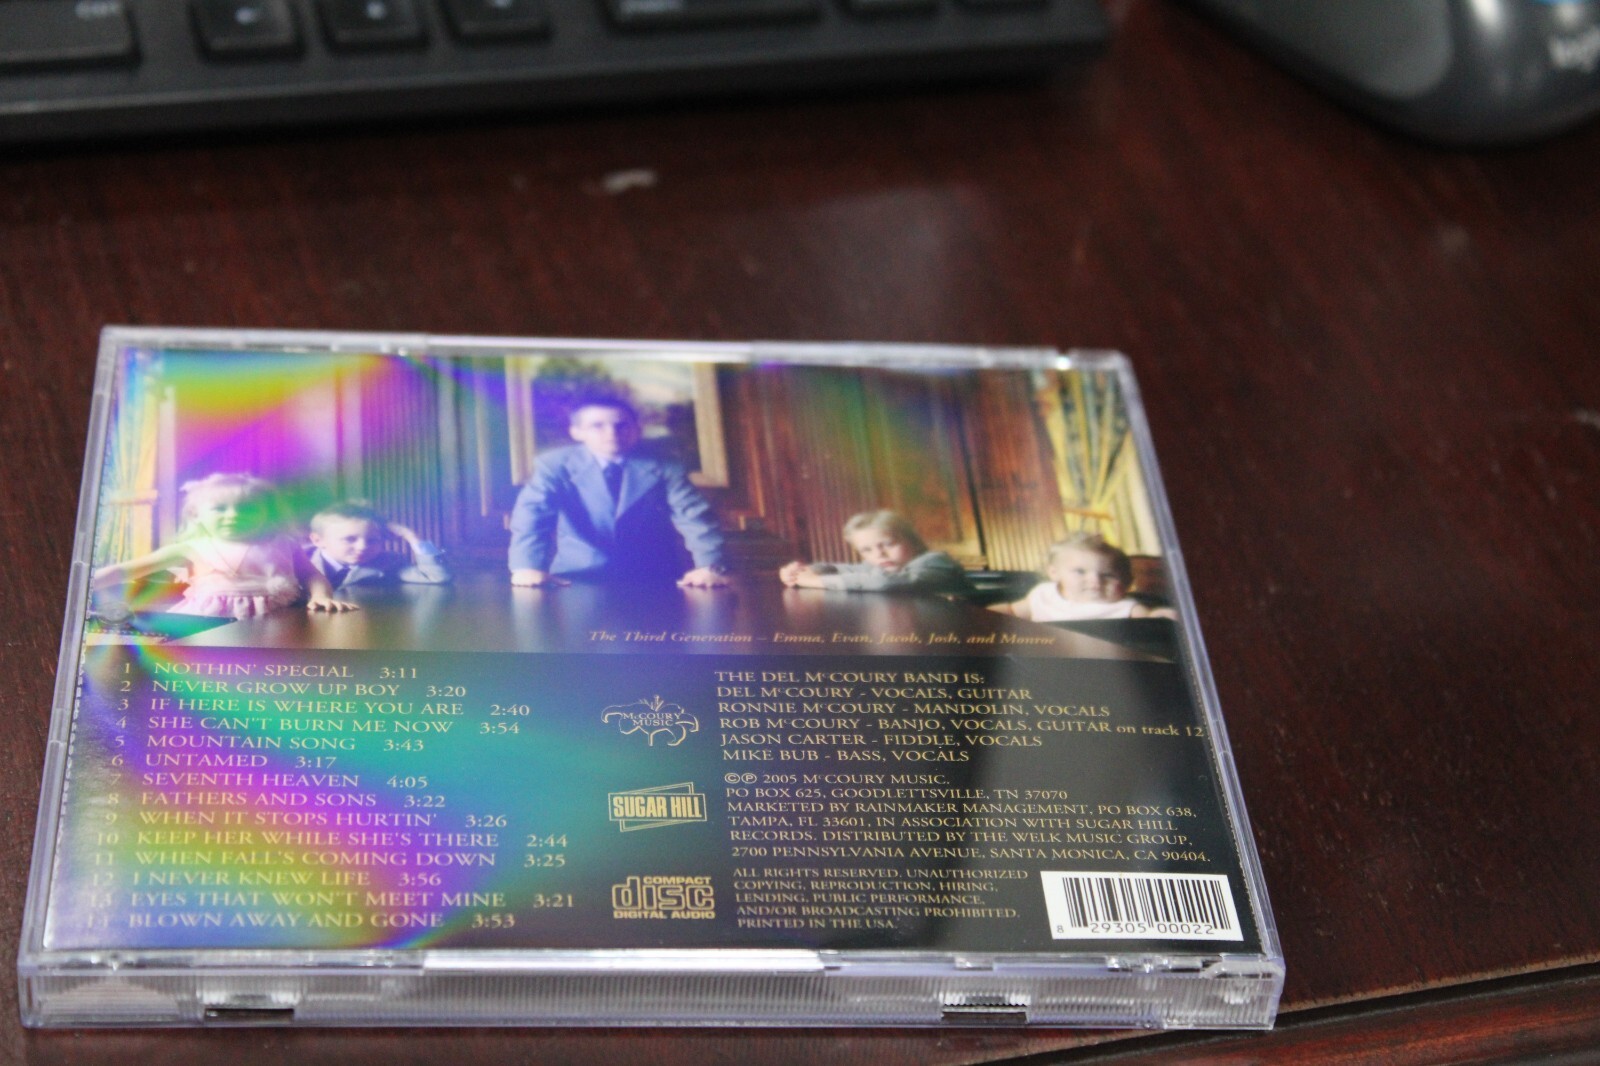 Ctrl
logi
The Third Generation – Emma, Evan, Jacob, Josh, and Monroe
1 NOTHIN' SPECIAL 3:11
2 NEVER GROW UP BOY 3:20
3 IF HERE IS WHERE YOU ARE 2:40
4 SHE CAN'T BURN ME NOW 3:54
5 MOUNTAIN SONG 3:43
6 UNTAMED 3:17
7 SEVENTH HEAVEN 4:05
8 FATHERS AND SONS 3:22
9 WHEN IT STOPS HURTIN' 3:26
10 KEEP HER WHILE SHE'S THERE 2:44
11 WHEN FALL'S COMING DOWN 3:25
12 I NEVER KNEW LIFE 3:56
13 EYES THAT WON'T MEET MINE 3:21
14 BLOWN AWAY AND GONE 3:53
McCOURY
MUSIC
SUGAR HILL
COMPACT
disc
DIGITAL AUDIO
THE DEL McCOURY BAND IS:
DEL McCOURY - VOCALS, GUITAR
RONNIE McCOURY - MANDOLIN, VOCALS
ROB McCOURY - BANJO, VOCALS, GUITAR on track 12
JASON CARTER - FIDDLE, VOCALS
MIKE BUB - BASS, VOCALS
©℗ 2005 McCOURY MUSIC.
PO BOX 625, GOODLETTSVILLE, TN 37070
MARKETED BY RAINMAKER MANAGEMENT, PO BOX 638,
TAMPA, FL 33601, IN ASSOCIATION WITH SUGAR HILL
RECORDS. DISTRIBUTED BY THE WELK MUSIC GROUP,
2700 PENNSYLVANIA AVENUE, SANTA MONICA, CA 90404.
ALL RIGHTS RESERVED. UNAUTHORIZED
COPYING, REPRODUCTION, HIRING,
LENDING, PUBLIC PERFORMANCE,
AND/OR BROADCASTING PROHIBITED.
PRINTED IN THE USA.
8 29305 00022